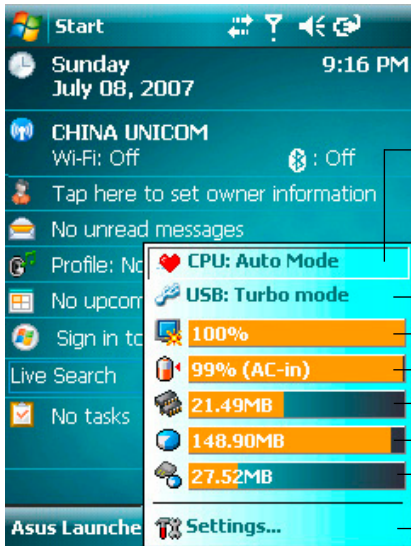 Start
Sunday 9:16 PM
July 08, 2007
CHINA UNICOM
Wi-Fi: Off : Off
Tap here to set owner information
No unread messages
Profile: No
CPU: Auto Mode
USB: Turbo mode
No upcom
100%
Sign in to
99% (AC-in)
Live Search
21.49MB
No tasks
148.90MB
27.52MB
Asus Launche
Settings...